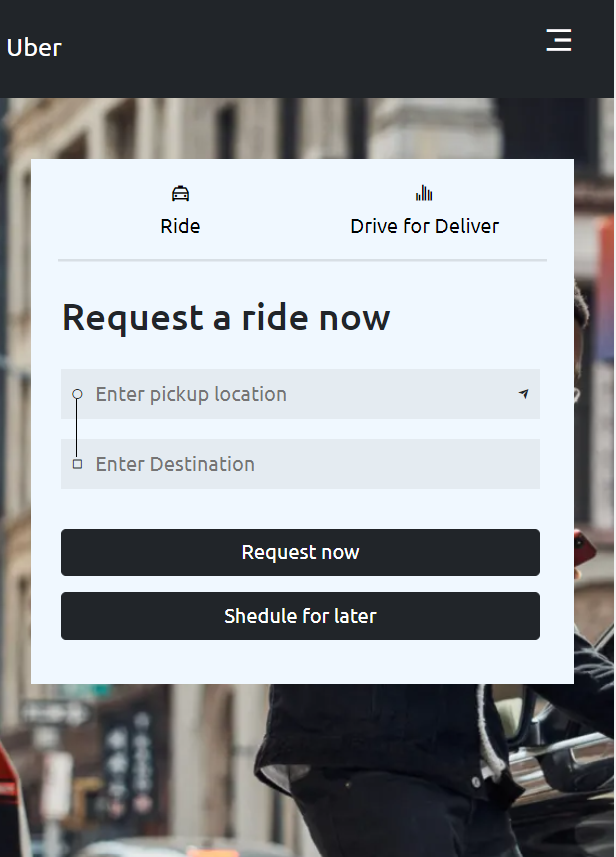 Uber
Ride
Drive for Deliver
Request a ride now
Enter pickup location
Enter Destination
Request now
Shedule for later